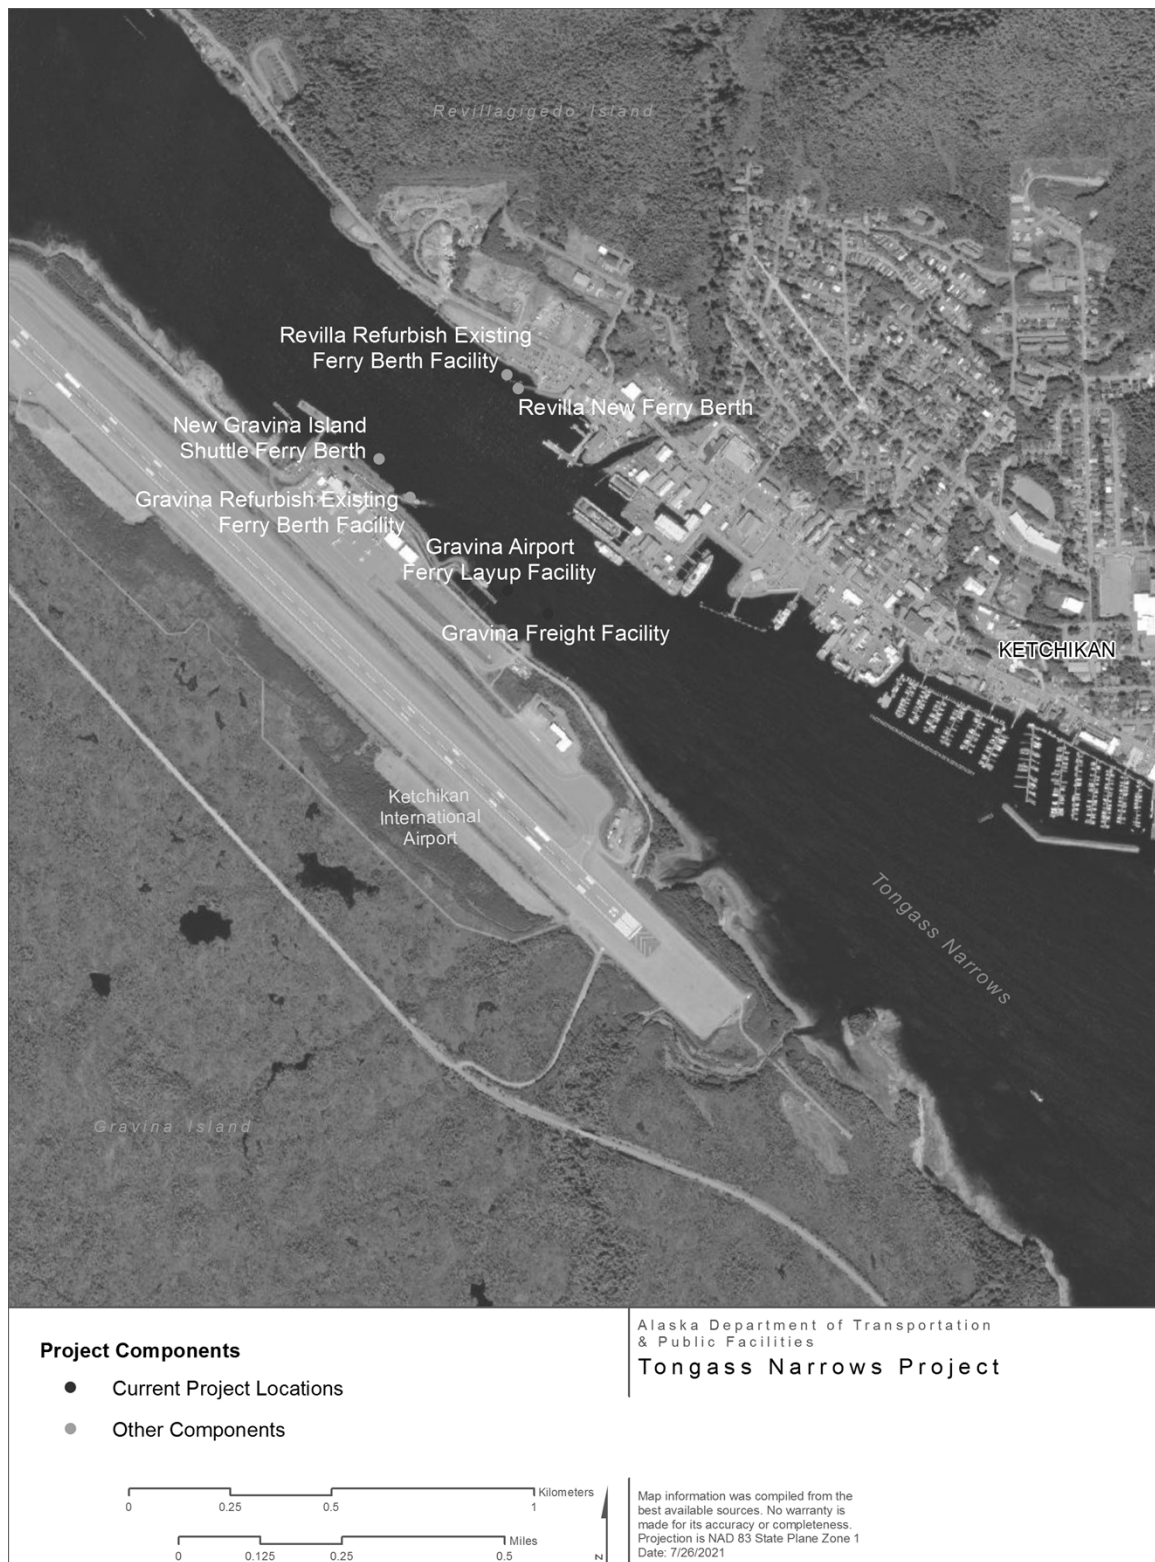 Revillagigedo Island
Revilla Refurbish Existing
Ferry Berth Facility
Revilla New Ferry Berth
New Gravina Island
Shuttle Ferry Berth
Gravina Refurbish Existing
Ferry Berth Facility
Gravina Airport
Ferry Layup Facility
Gravina Freight Facility
KETCHIKAN
Ketchikan
International
Airport
Tongass Narrows
Gravina Island
Project Components
Current Project Locations
Other Components
0 0.25 0.5 1 Kilometers
0 0.125 0.25 0.5 Miles
N
Alaska Department of Transportation
& Public Facilities
Tongass Narrows Project
Map information was compiled from the
best available sources. No warranty is
made for its accuracy or completeness.
Projection is NAD 83 State Plane Zone 1
Date: 7/26/2021